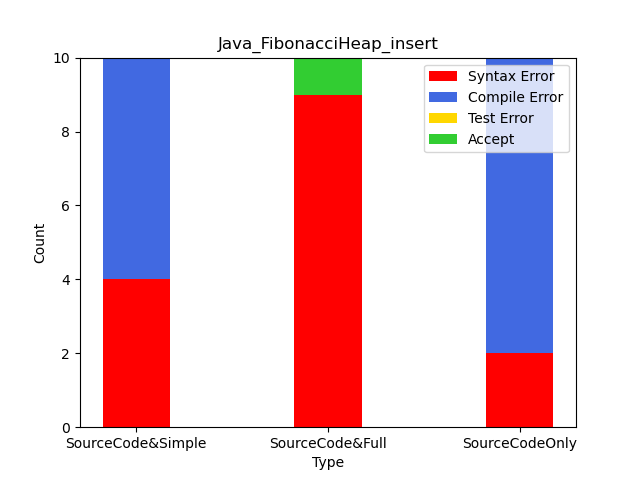 Java_FibonacciHeap_insert
10
8
6
4
2
0
Count
Syntax Error
Compile Error
Test Error
Accept
SourceCode&Simple
SourceCode&Full
SourceCodeOnly
Type